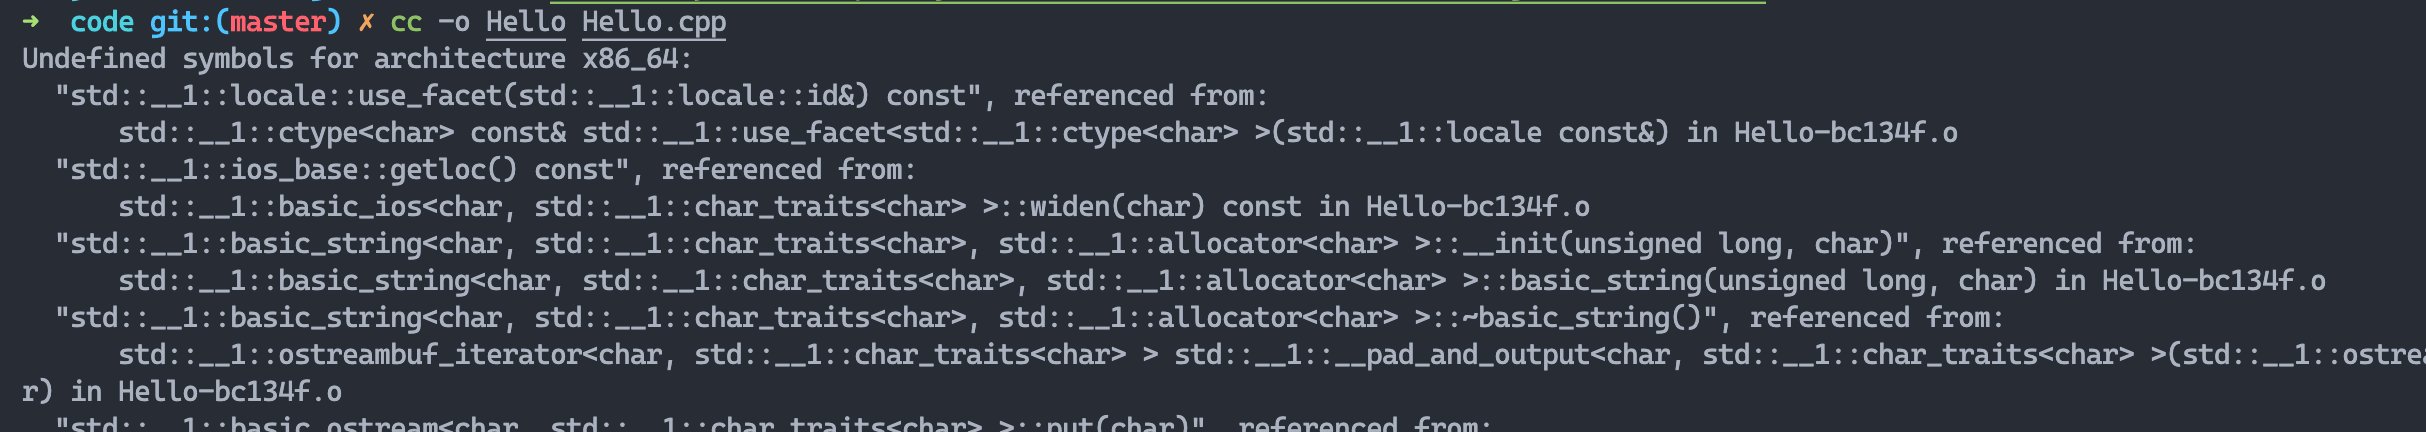 ➜  code git:(master) ✗ cc -o Hello Hello.cpp
Undefined symbols for architecture x86_64:
  "std::__1::locale::use_facet(std::__1::locale::id&) const", referenced from:
      std::__1::ctype<char> const& std::__1::use_facet<std::__1::ctype<char> >(std::__1::locale const&) in Hello-bc134f.o
  "std::__1::ios_base::getloc() const", referenced from:
      std::__1::basic_ios<char, std::__1::char_traits<char> >::widen(char) const in Hello-bc134f.o
  "std::__1::basic_string<char, std::__1::char_traits<char>, std::__1::allocator<char> >::__init(unsigned long, char)", referenced from:
      std::__1::basic_string<char, std::__1::char_traits<char>, std::__1::allocator<char> >::basic_string(unsigned long, char) in Hello-bc134f.o
  "std::__1::basic_string<char, std::__1::char_traits<char>, std::__1::allocator<char> >::~basic_string()", referenced from:
      std::__1::ostreambuf_iterator<char, std::__1::char_traits<char> > std::__1::__pad_and_output<char, std::__1::char_traits<char> >(std::__1::ostrea
r) in Hello-bc134f.o
  "std::__1::basic_ostream<char, std::__1::char_traits<char> >::put(char)", referenced from: